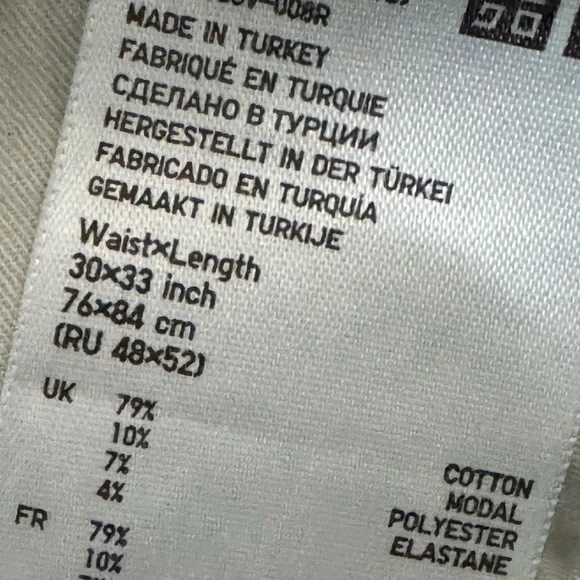 MADE IN TURKEY
FABRIQUÉ EN TURQUIE
СДЕЛАНО В ТУРЦИИ
HERGESTELLT IN DER TÜRKEI
FABRICADO EN TURQUÍA
GEMAAKT IN TURKIJE
Waist×Length
30×33 inch
76×84 cm
(RU 48×52)
UK 79% COTTON
10% MODAL
7% POLYESTER
4% ELASTANE
FR 79%
10%